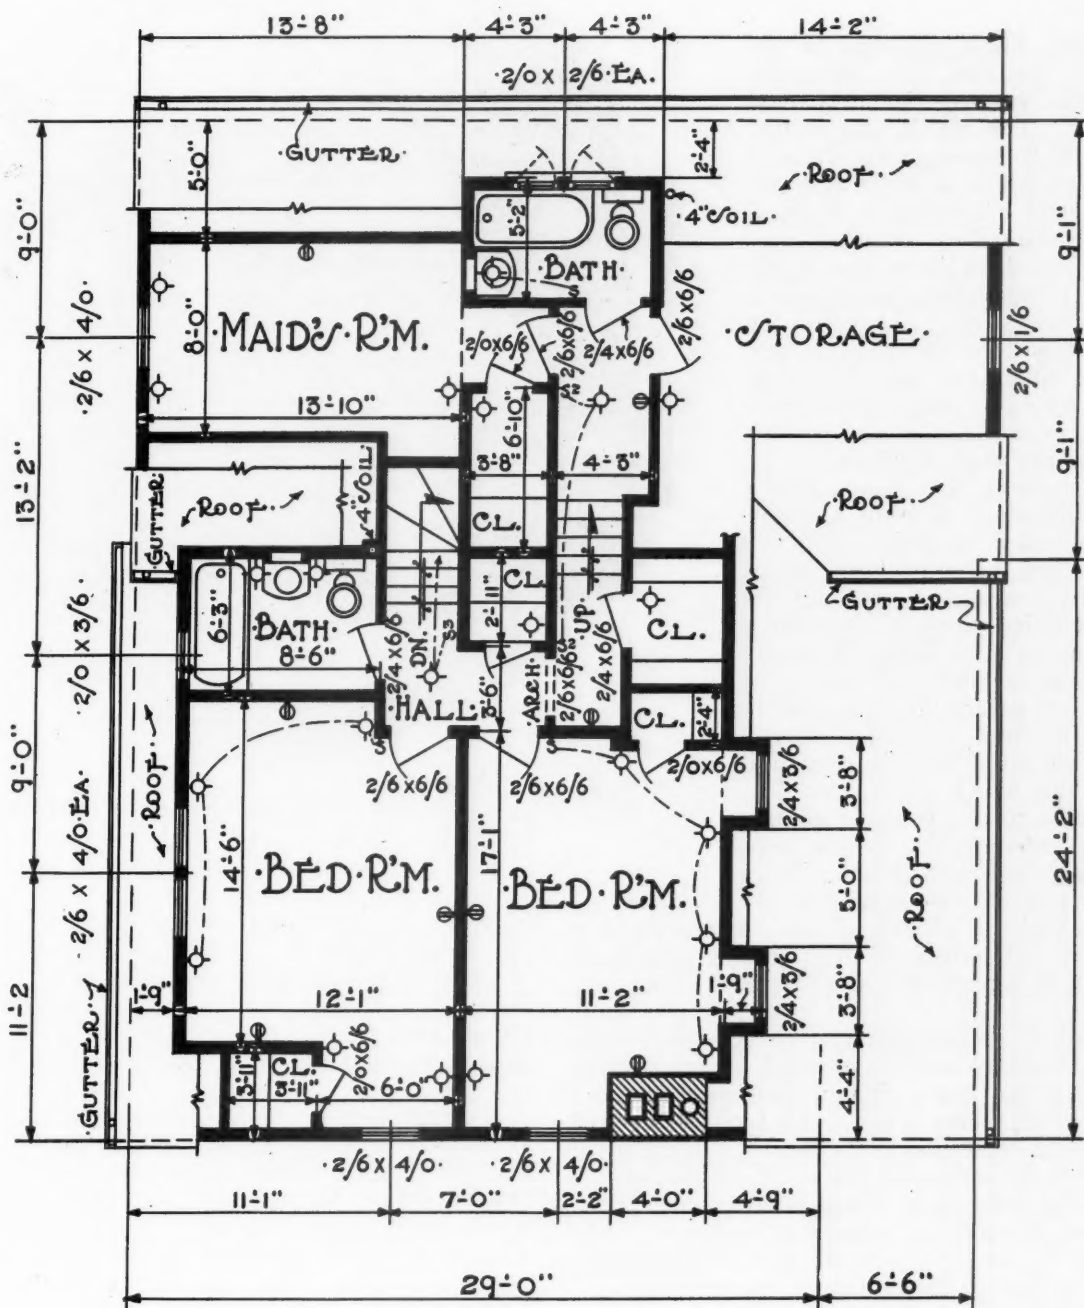 13-8"
4-3"
4-3"
14-2"
2/0 x 2/6 EA.
GUTTER
5-0"
2-4"
ROOF
9-0"
5-2"
4" SOIL
9-1"
BATH
S
2/6 x 4/0
8-0"
MAID'S R'M.
2/0x6/6
2/6x6/6
2/4x6/6
2/6x6/6
STORAGE
2/6 x 1/6
S2
13-10"
6-10"
3-8"
4-3"
13-2"
9-1"
GUTTER
ROOF
4" SOIL
CL.
ROOF
2/0 x 3/6
6-3"
BATH
8-6"
2/4x6/6
DN.
S3
2-11"
CL.
UP
S2
CL.
GUTTER
HALL
3-6"
ARCH
2/6x6/6
2/4x6/6
CL.
2-4"
S
S
9-0"
ROOF
2/6x6/6
2/6x6/6
2/0x6/6
2/4x3/6
3-8"
24-2"
2/6 x 4/0 EA.
14-6"
BED R'M.
17-1"
BED R'M.
5-0"
ROOF
11-2
GUTTER
1-9"
12-1"
11-2"
1-9"
2/4x3/6
3-8"
3-11"
CL.
3-11"
2/0x6/6
6-0"
4-4"
2/6 x 4/0
2/6 x 4/0
11-1"
7-0"
2-2"
4-0"
4-9"
29-0"
6-6"